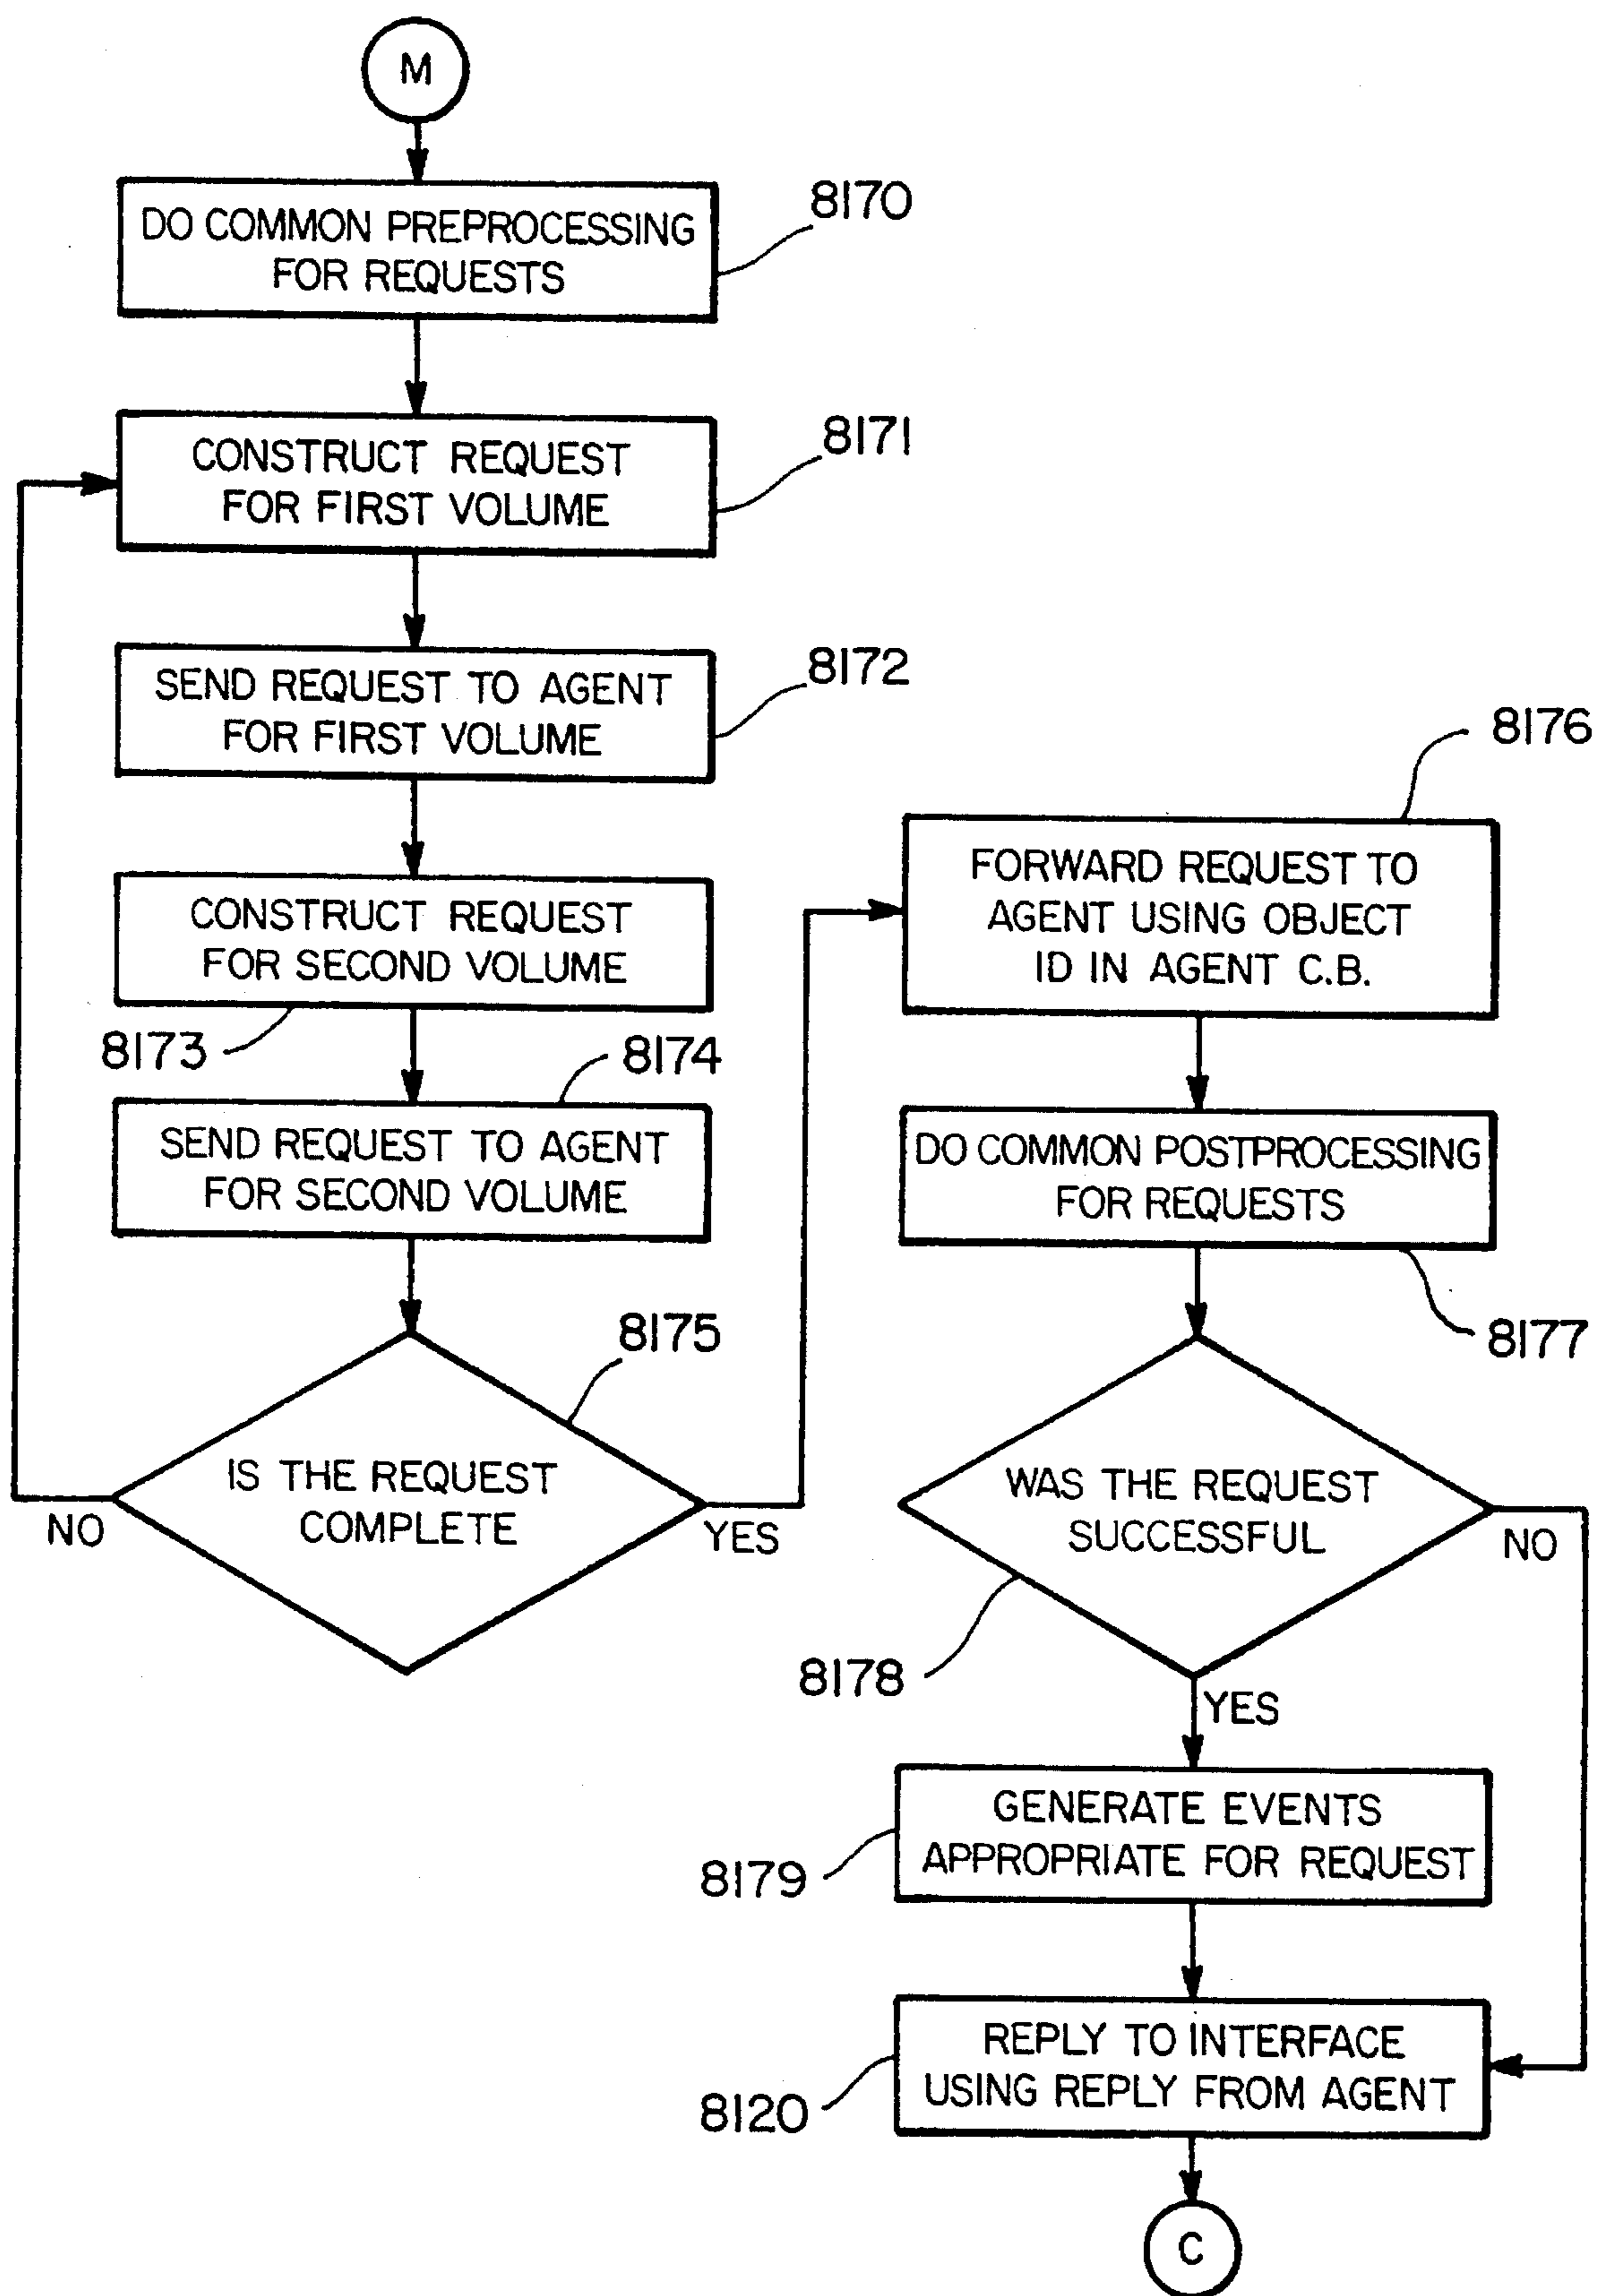 M
DO COMMON PREPROCESSING
FOR REQUESTS
8170
CONSTRUCT REQUEST
FOR FIRST VOLUME
8171
SEND REQUEST TO AGENT
FOR FIRST VOLUME
8172
CONSTRUCT REQUEST
FOR SECOND VOLUME
8173
8174
SEND REQUEST TO AGENT
FOR SECOND VOLUME
8175
IS THE REQUEST
COMPLETE
NO
YES
8176
FORWARD REQUEST TO
AGENT USING OBJECT
ID IN AGENT C.B.
DO COMMON POSTPROCESSING
FOR REQUESTS
8177
WAS THE REQUEST
SUCCESSFUL
NO
8178
YES
GENERATE EVENTS
APPROPRIATE FOR REQUEST
8179
REPLY TO INTERFACE
USING REPLY FROM AGENT
8120
C